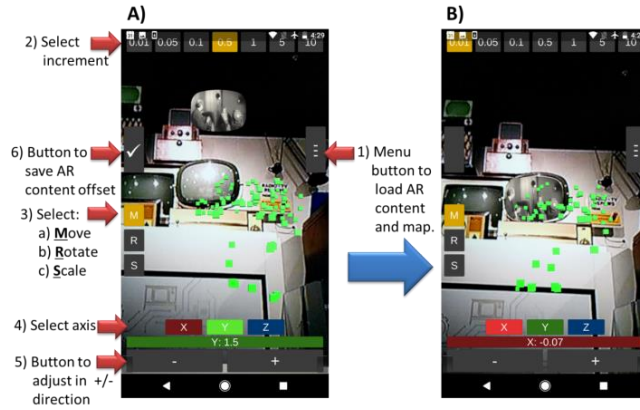 A)
B)
2) Select
increment
0.01 0.05 0.1 0.5 1 5 10
4:29
6) Button to
save AR
content offset
3) Select:
a) Move
b) Rotate
c) Scale
M
R
S
4) Select axis
X Y Z
Y: 1.5
5) Button to
adjust in +/-
direction
- +
1) Menu
button to
load AR
content
and map.
0.01 0.05 0.1 0.5 1 5 10
4:29
M
R
S
X Y Z
X: -0.07
- +